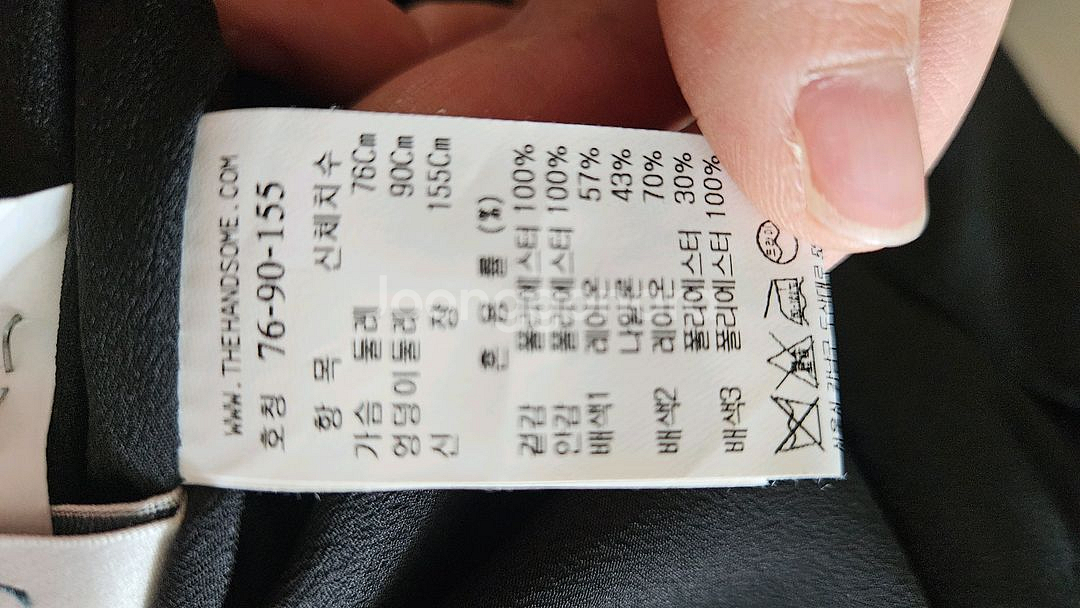 WWW.THEHANDSOME.COM
호칭 76-90-155
항 목 신체치수
가슴 둘레 76Cm
엉덩이둘레 90Cm
신 장 155Cm
혼 용 률 (%)
겉감 폴리에스터 100%
안감 폴리에스터 100%
배색1 레이온 57%
나일론 43%
배색2 레이온 70%
폴리에스터 30%
배색3 폴리에스터 100%
드라이